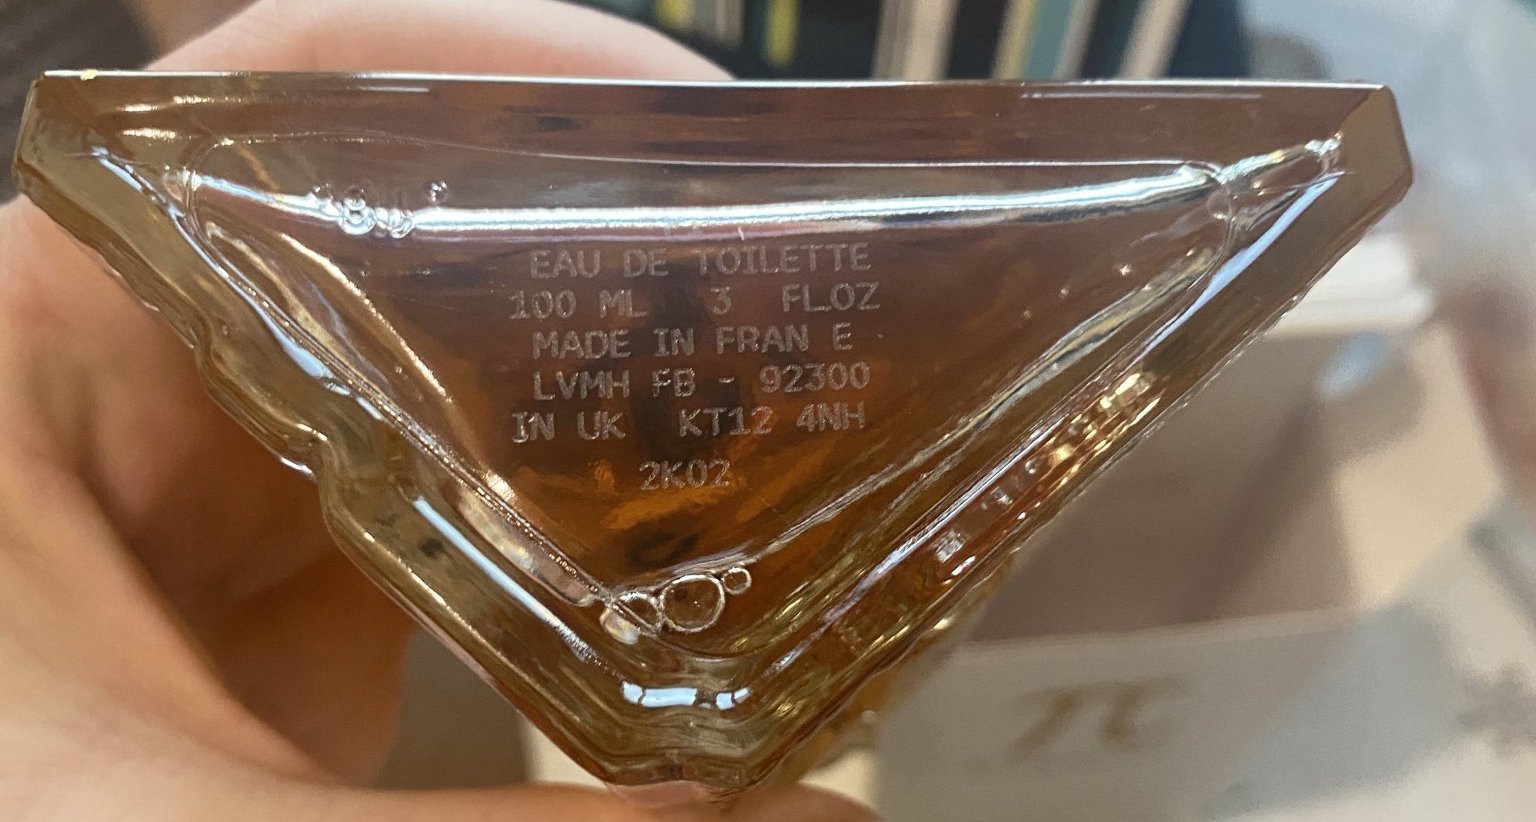 EAU DE TOILETTE
100 ML 3 FL.OZ
MADE IN FRAN E
LVMH FB - 92300
IN UK KT12 4NH
2K02
π